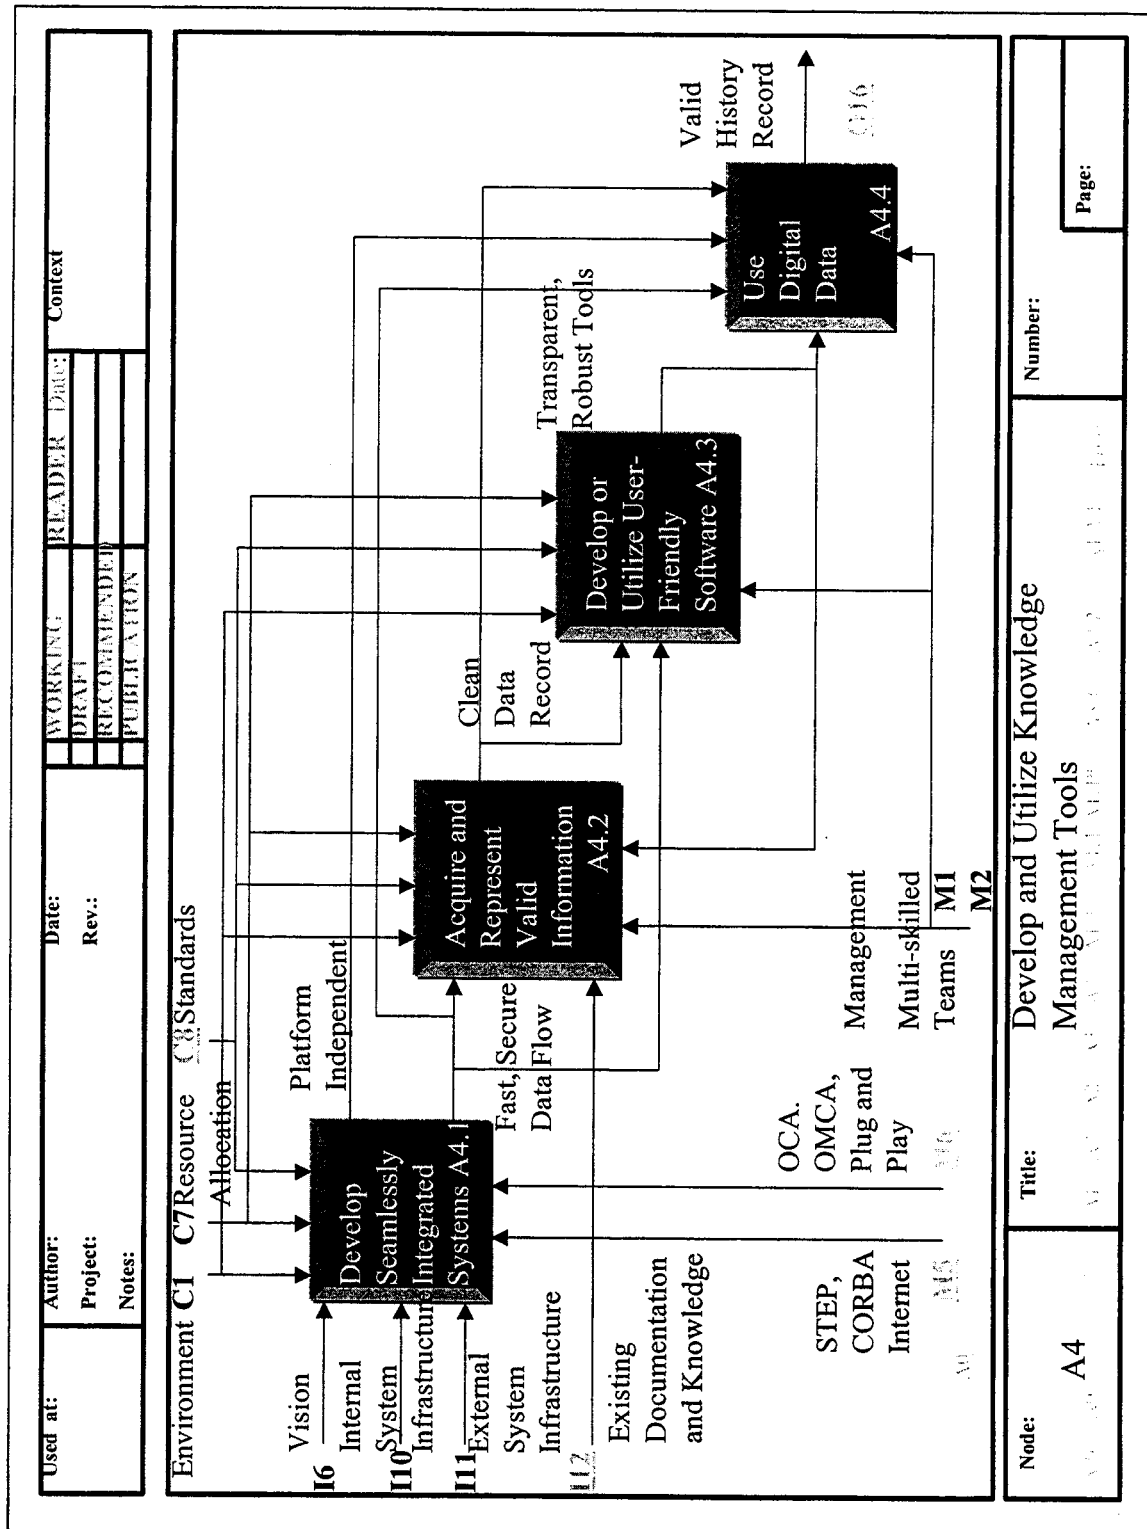 Used at:
Author:
Date:
Project:
Rev.:
Notes:
WORKING
DRAFT
RECOMMENDED
PUBLICATION
READER Date:
Context
Environment C1
C7 Resource
Allocation
C8 Standards
Vision
I6
Internal
System
Infrastructure
I10
External
System
Infrastructure
I11
I12
Existing
Documentation
and Knowledge
Develop
Seamlessly
Integrated
Systems A4.1
Platform
Independent
Fast, Secure
Data Flow
Acquire and
Represent
Valid
Information
A4.2
Clean
Data
Record
Develop or
Utilize User-
Friendly
Software A4.3
Transparent,
Robust Tools
Use
Digital
Data
A4.4
Valid
History
Record
STEP,
CORBA
Internet
M5
OCA.
OMCA,
Plug and
Play
Management
Multi-skilled
Teams
M1
M2
Node:
A4
Title:
Develop and Utilize Knowledge
Management Tools
Number:
Page: